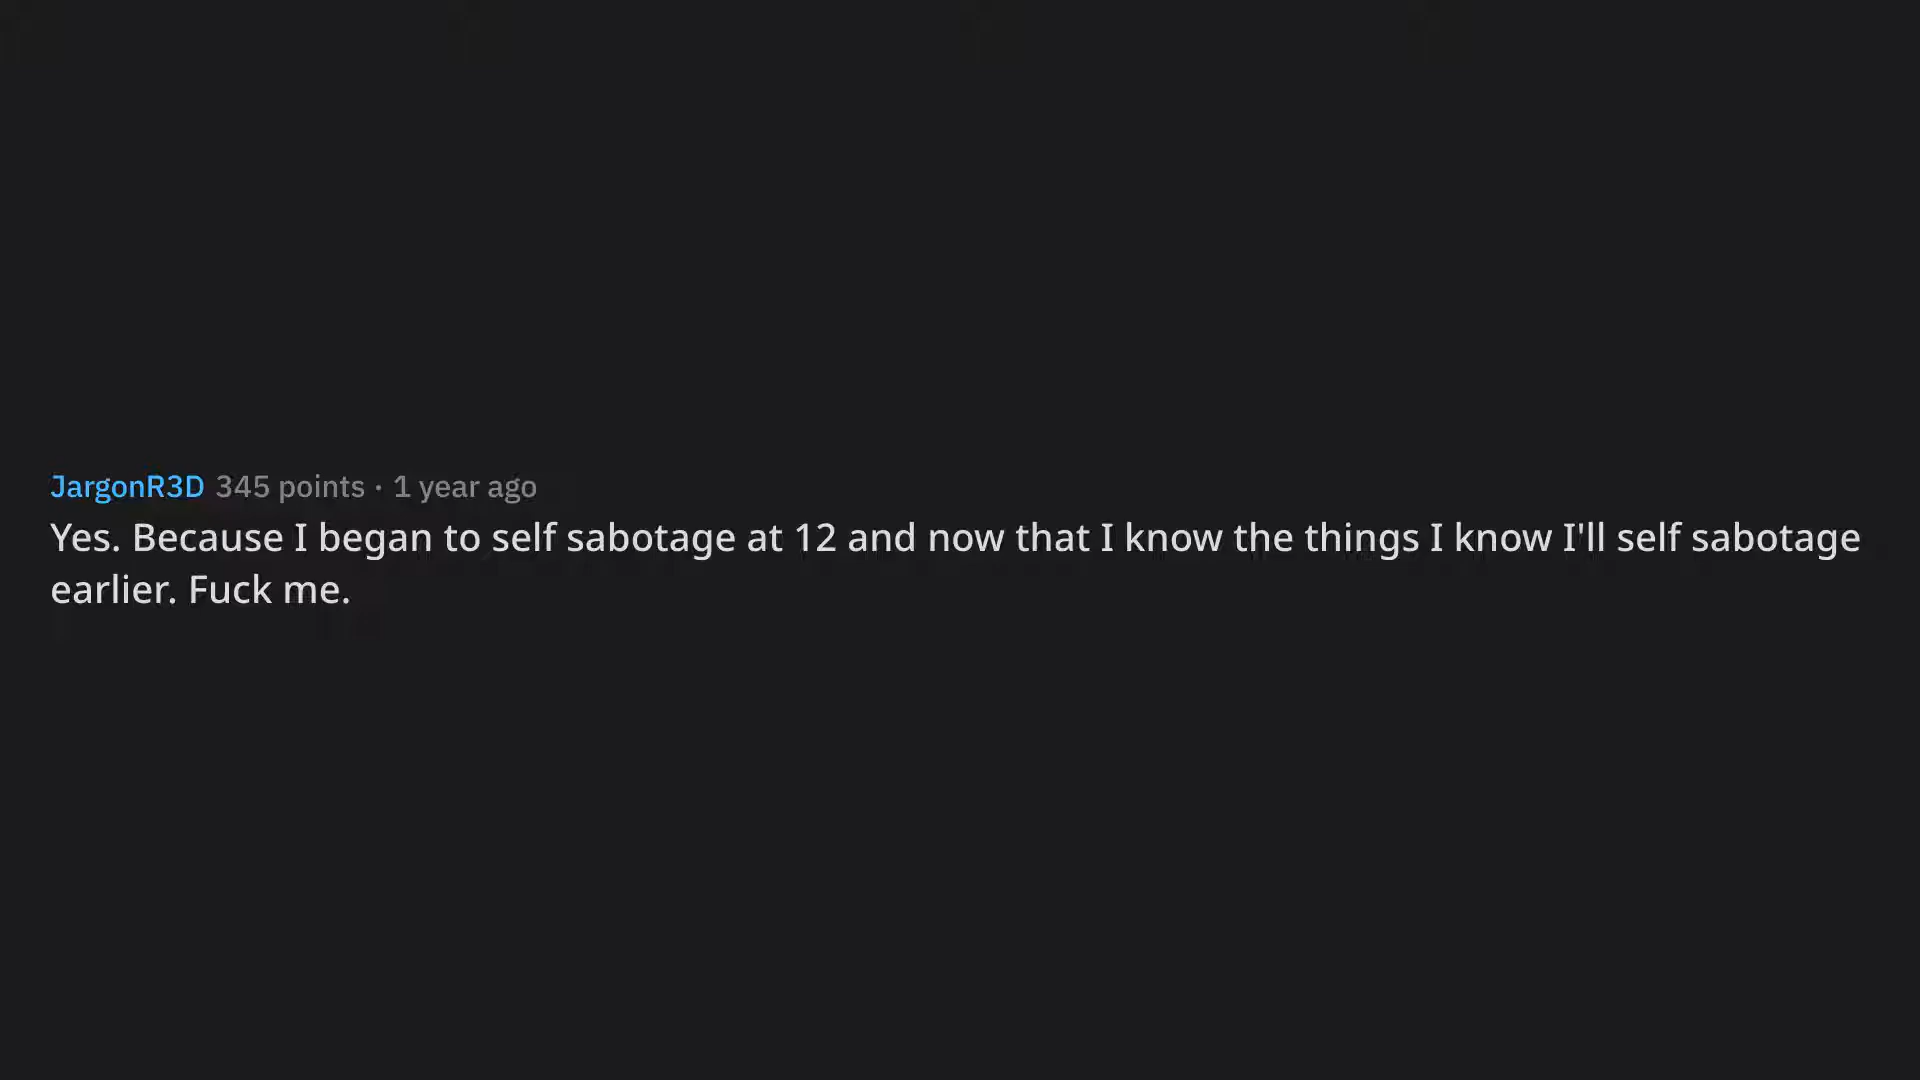 JargonR3D 345 points · 1 year ago
Yes. Because I began to self sabotage at 12 and now that I know the things I know I'll self sabotage
earlier. Fuck me.